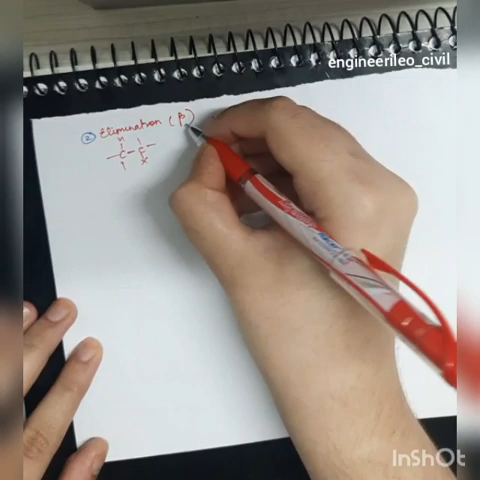 engineerileo_civil
② Elimination (β)
H
- C - C -
X
InShOt